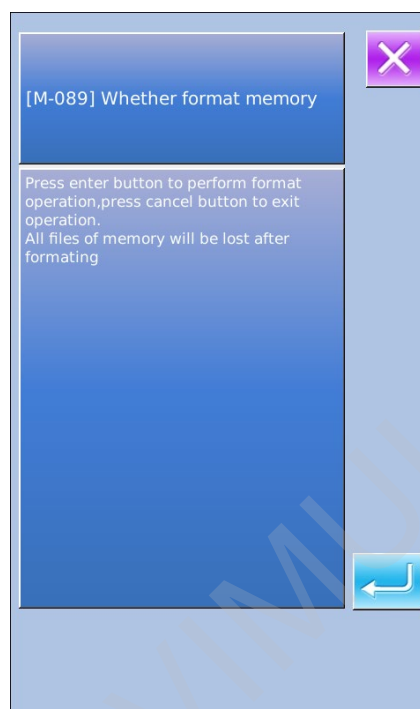 [M-089] Whether format memory
Press enter button to perform format
operation,press cancel button to exit
operation.
All files of memory will be lost after
formating